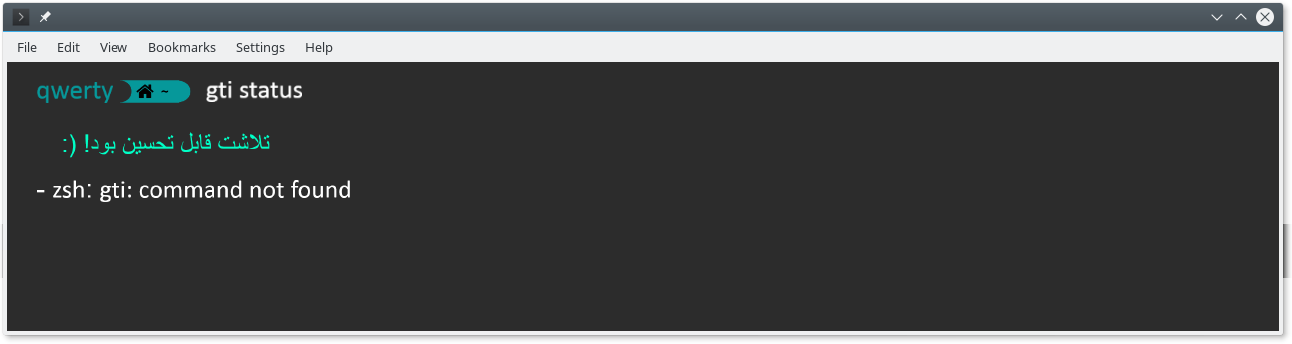 File Edit View Bookmarks Settings Help
qwerty ~ gti status
تلاشت قابل تحسین بود! (:
- zsh: gti: command not found